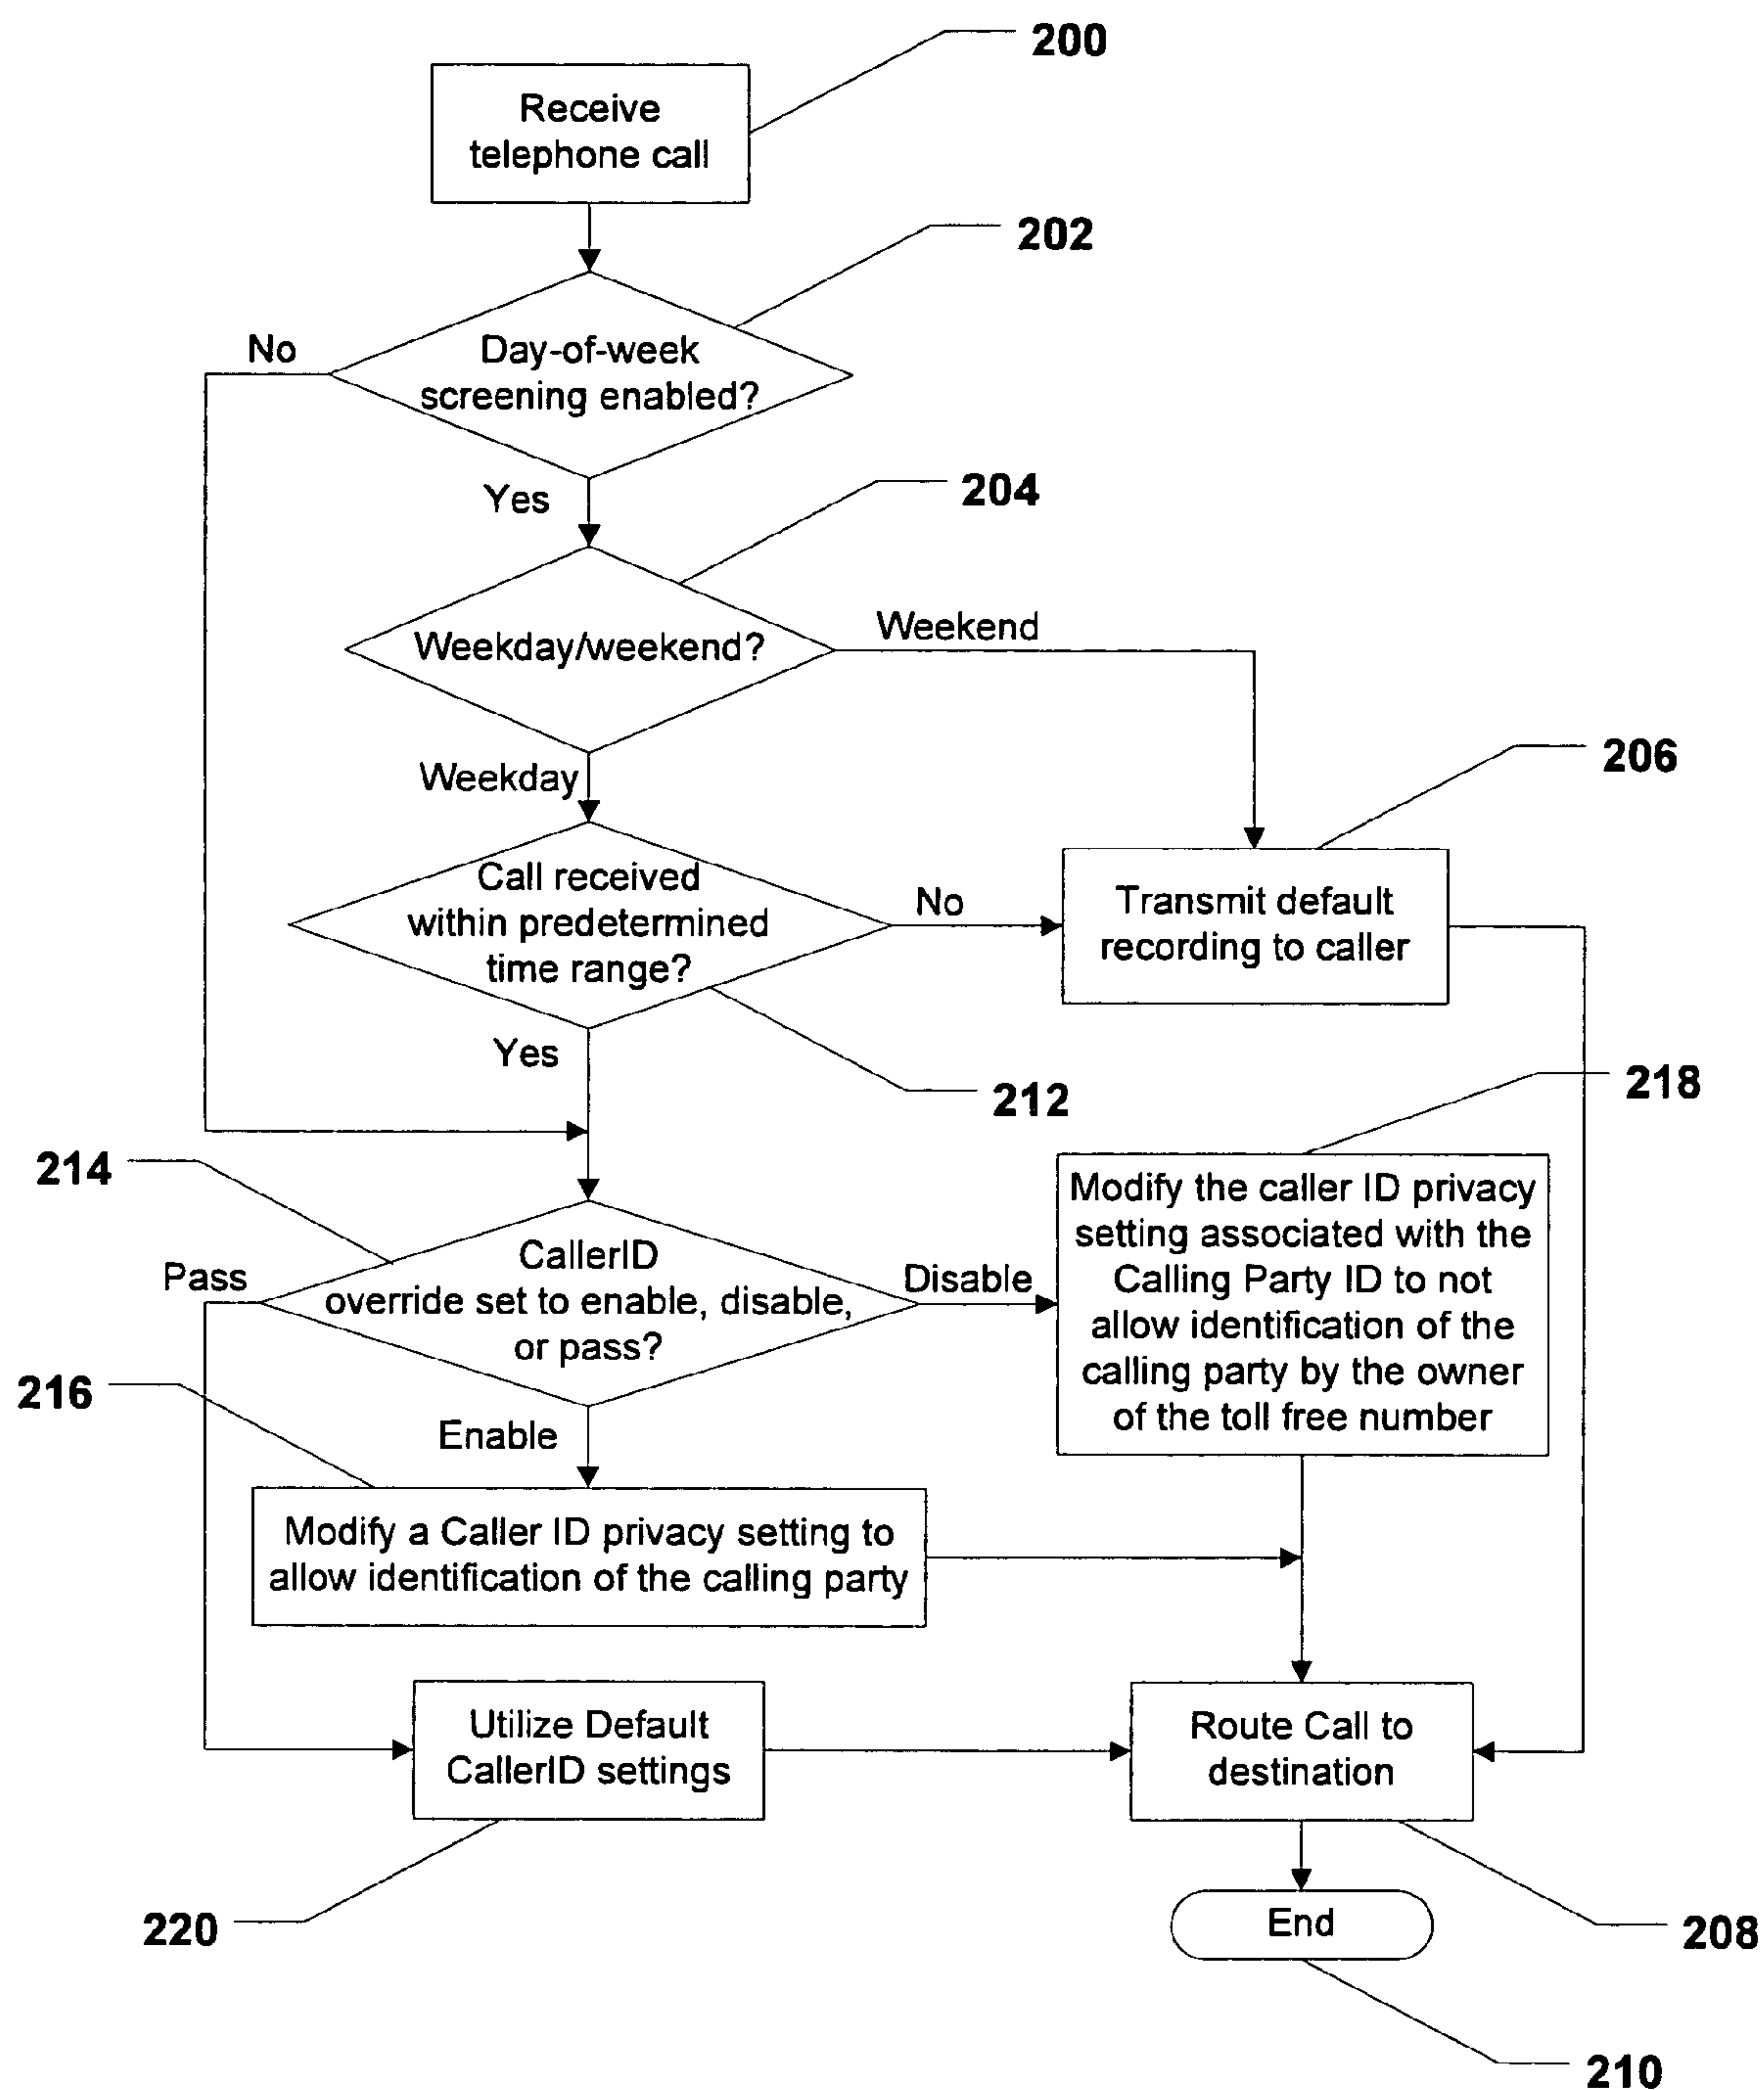 200
Receive
telephone call
202
No
Day-of-week
screening enabled?
Yes
204
Weekday/weekend?
Weekend
Weekday
206
Call received
within predetermined
time range?
No
Transmit default
recording to caller
Yes
212
218
214
Modify the caller ID privacy
setting associated with the
Calling Party ID to not
allow identification of the
calling party by the owner
of the toll free number
Pass
CallerID
override set to enable, disable,
or pass?
Disable
216
Enable
Modify a Caller ID privacy setting to
allow identification of the calling party
Utilize Default
CallerID settings
Route Call to
destination
220
End
208
210